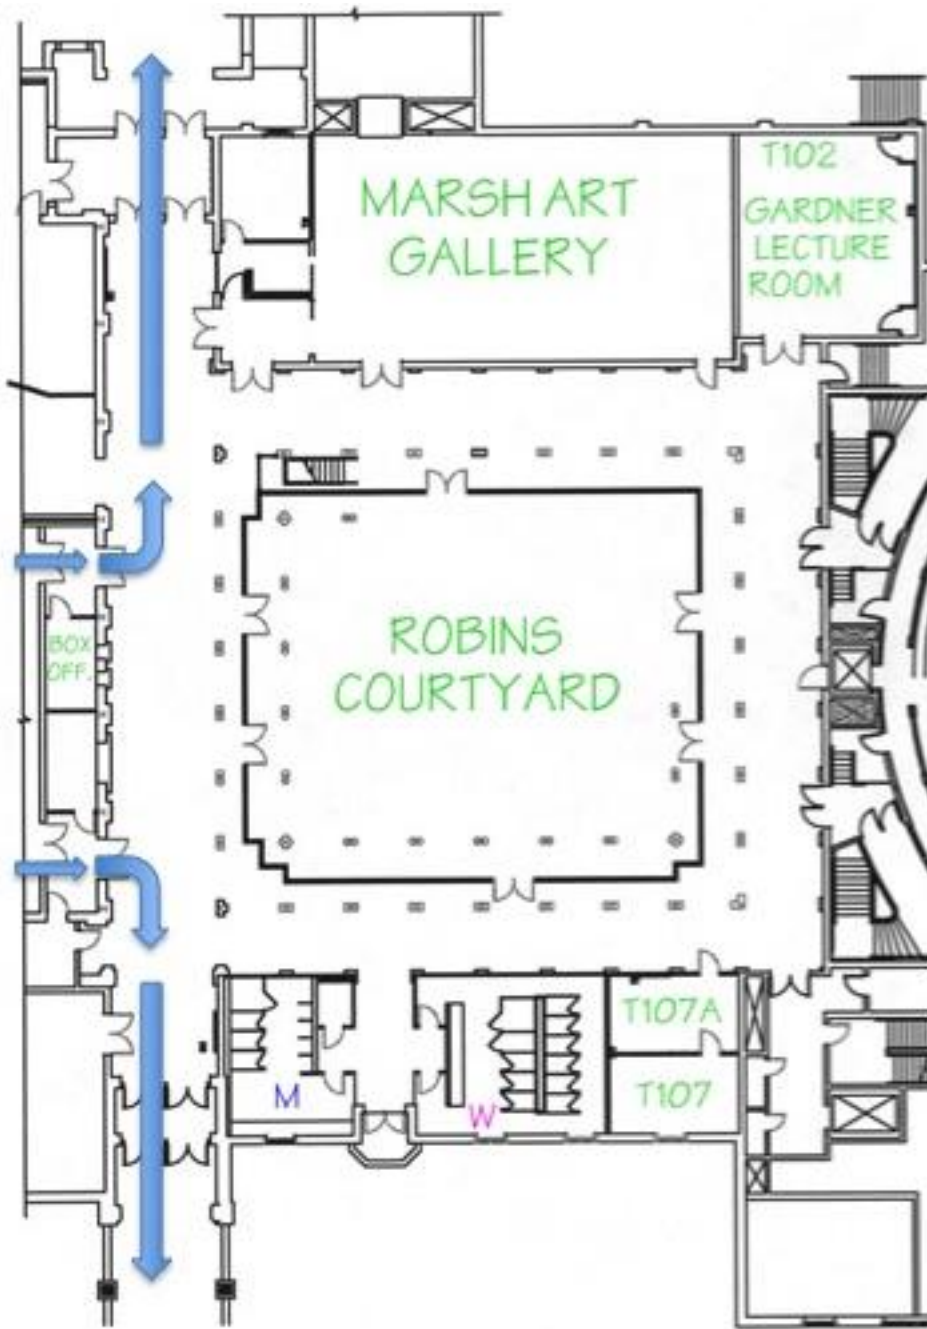 MARSH ART
GALLERY
T102
GARDNER
LECTURE
ROOM
ROBINS
COURTYARD
BOX
OFF.
T107A
T107
M
W